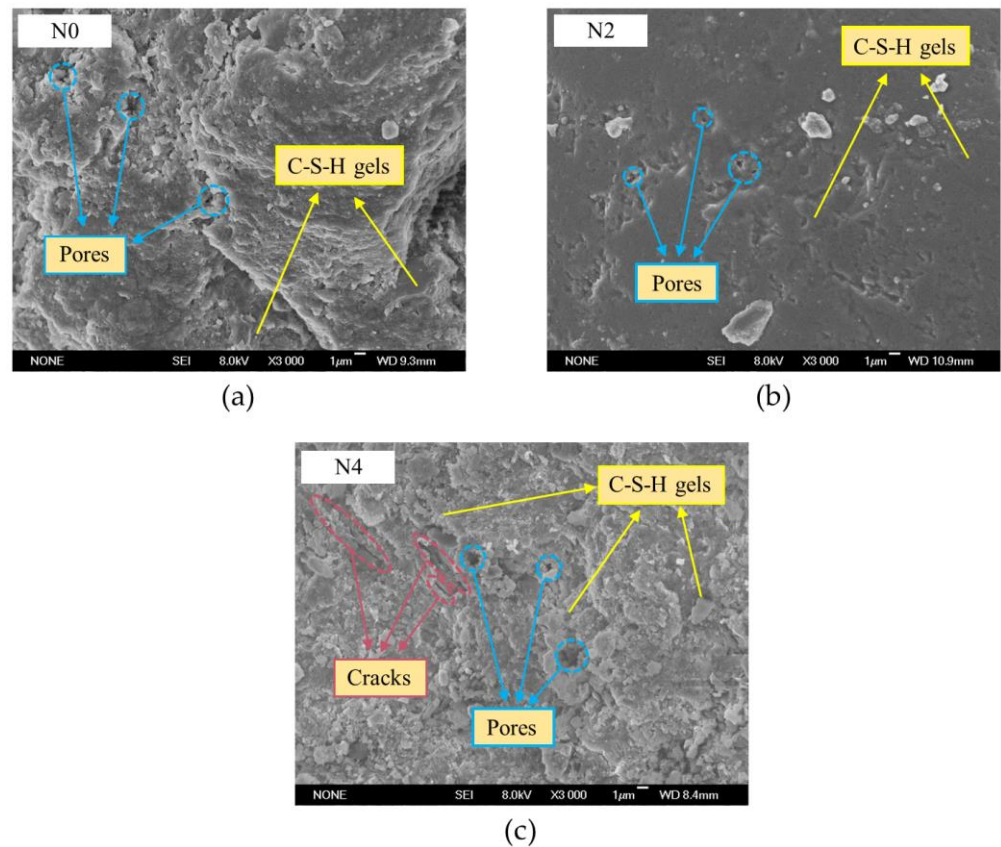 N0
C-S-H gels
Pores
NONE SEI 8.0kV X3 000 1μm WD 9.3mm
(a)
N2
C-S-H gels
Pores
NONE SEI 8.0kV X3 000 1μm WD 10.9mm
(b)
N4
C-S-H gels
Cracks
Pores
NONE SEI 8.0kV X3 000 1μm WD 8.4mm
(c)